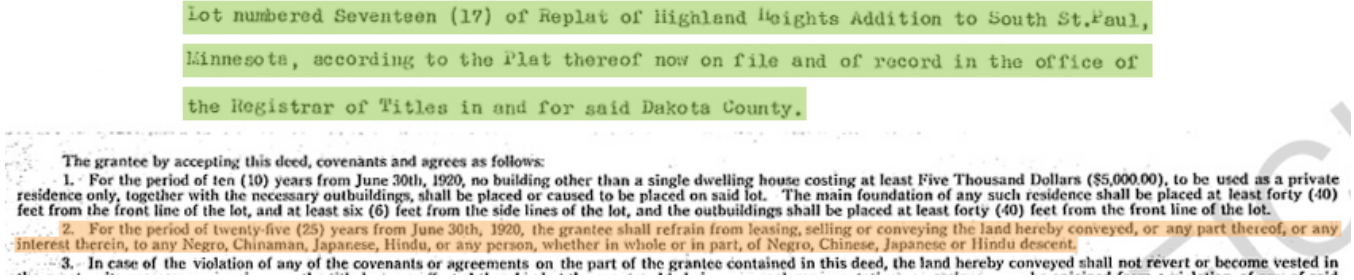 Lot numbered Seventeen (17) of Replat of Highland Heights Addition to South St.Paul,
Minnesota, according to the Plat thereof now on file and of record in the office of
the Registrar of Titles in and for said Dakota County.
The grantee by accepting this deed, covenants and agrees as follows:
1. For the period of ten (10) years from June 30th, 1920, no building other than a single dwelling house costing at least Five Thousand Dollars ($5,000.00), to be used as a private
residence only, together with the necessary outbuildings, shall be placed or caused to be placed on said lot. The main foundation of any such residence shall be placed at least forty (40)
feet from the front line of the lot, and at least six (6) feet from the side lines of the lot, and the outbuildings shall be placed at least forty (40) feet from the front line of the lot.
2. For the period of twenty-five (25) years from June 30th, 1920, the grantee shall refrain from leasing, selling or conveying the land hereby conveyed, or any part thereof, or any
interest therein, to any Negro, Chinaman, Japanese, Hindu, or any person, whether in whole or in part, of Negro, Chinese, Japanese or Hindu descent.
3. In case of the violation of any of the covenants or agreements on the part of the grantee contained in this deed, the land hereby conveyed shall not revert or become vested in